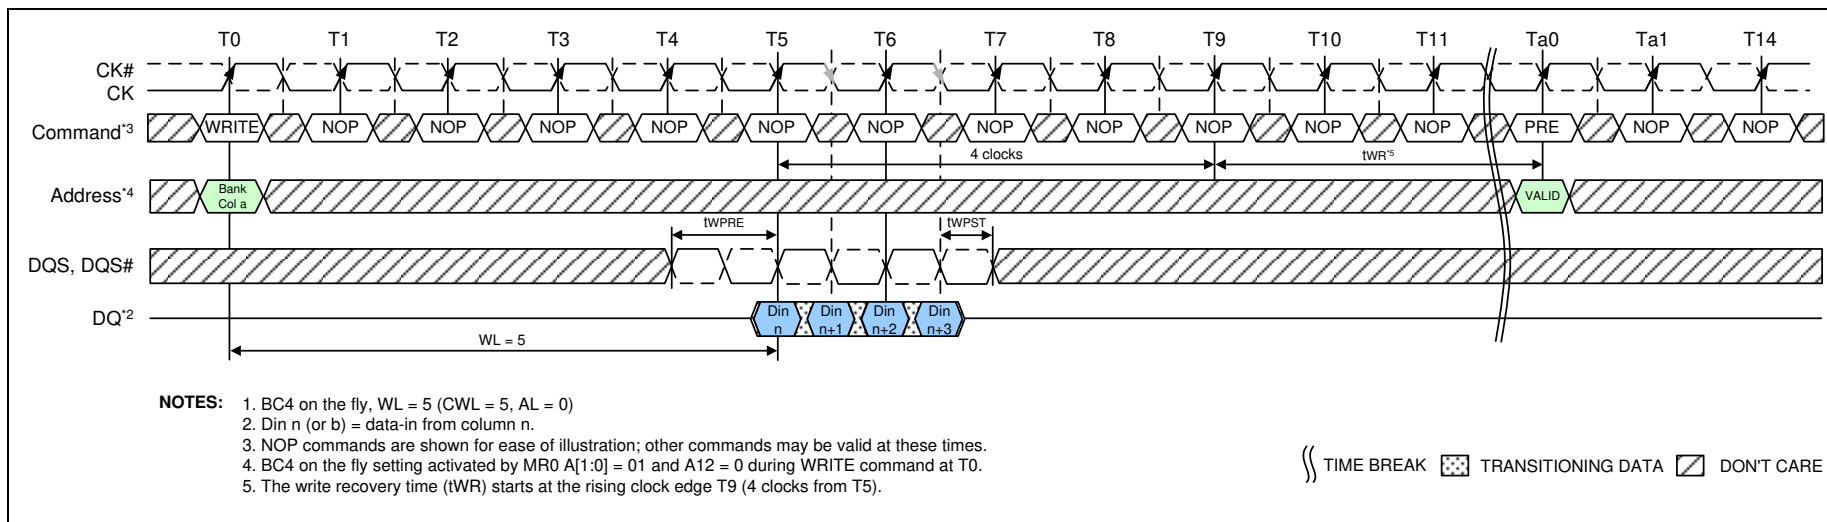 T0 T1 T2 T3 T4 T5 T6 T7 T8 T9 T10 T11 Ta0 Ta1 T14
CK#
CK
Command*3 WRITE NOP NOP NOP NOP NOP NOP NOP NOP NOP NOP NOP PRE NOP NOP
4 clocks tWR*5
Address*4 Bank Col a VALID
tWPRE tWPST
DQS, DQS#
DQ*2 Din n Din n+1 Din n+2 Din n+3
WL = 5
NOTES: 1. BC4 on the fly, WL = 5 (CWL = 5, AL = 0)
2. Din n (or b) = data-in from column n.
3. NOP commands are shown for ease of illustration; other commands may be valid at these times.
4. BC4 on the fly setting activated by MR0 A[1:0] = 01 and A12 = 0 during WRITE command at T0.
5. The write recovery time (tWR) starts at the rising clock edge T9 (4 clocks from T5).
TIME BREAK TRANSITIONING DATA DON'T CARE